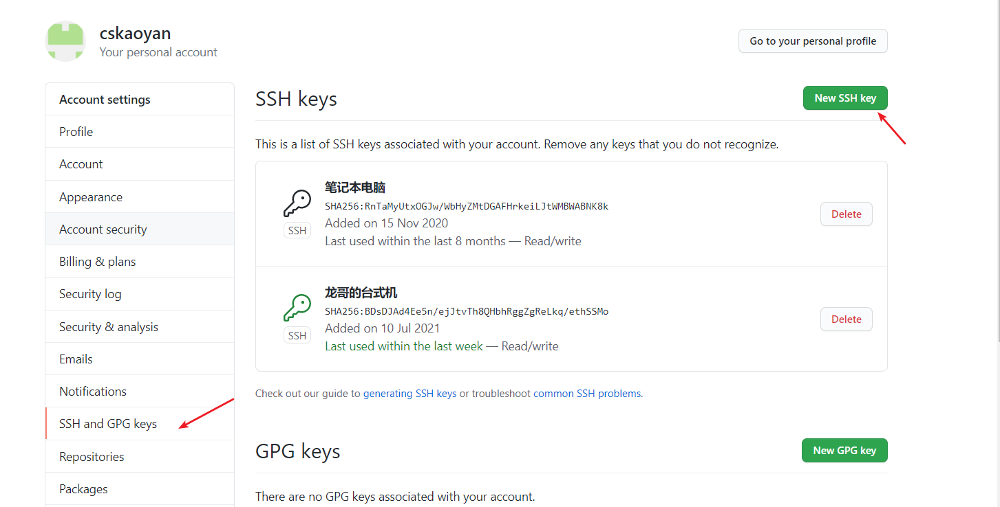 cskaoyan
Your personal account
Go to your personal profile
Account settings
Profile
Account
Appearance
Account security
Billing & plans
Security log
Security & analysis
Emails
Notifications
SSH and GPG keys
Repositories
Packages
SSH keys
New SSH key
This is a list of SSH keys associated with your account. Remove any keys that you do not recognize.
笔记本电脑
SHA256:RnTaMyUtxOGJw/WbHyZMtDGAFHrkeiLJtWMBWABNK8k
Added on 15 Nov 2020
Last used within the last 8 months — Read/write
SSH
Delete
龙哥的台式机
SHA256:BDsDJAd4Ee5n/ejJtvTh8QHbhRggZgReLkq/ethSSMo
Added on 10 Jul 2021
Last used within the last week — Read/write
SSH
Delete
Check out our guide to generating SSH keys or troubleshoot common SSH problems.
GPG keys
New GPG key
There are no GPG keys associated with your account.